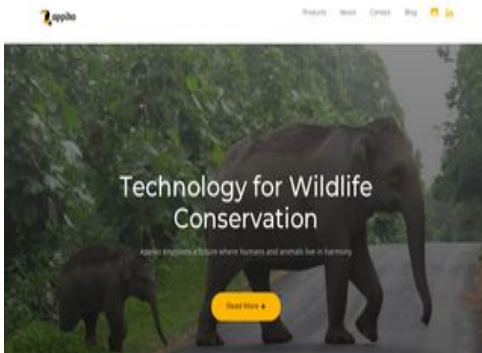 appiko
Products About Contact Blog
Technology for Wildlife
Conservation
Appiko envisions a future where humans and animals live in harmony
Read More